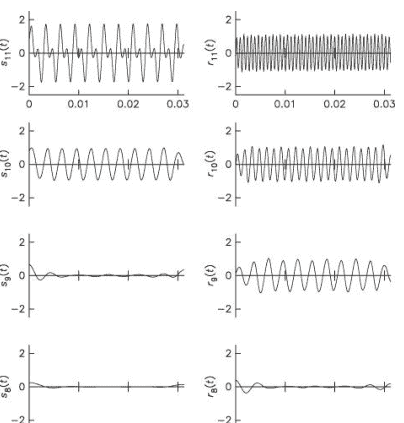 2 2
s₁₁(t) 0 r₁₁(t) 0
−2 −2
0 0.01 0.02 0.03 0 0.01 0.02 0.03
2 2
s₁₀(t) 0 r₁₀(t) 0
−2 −2
2 2
s₉(t) 0 r₉(t) 0
−2 −2
2 2
s₈(t) 0 r₈(t) 0
−2 −2